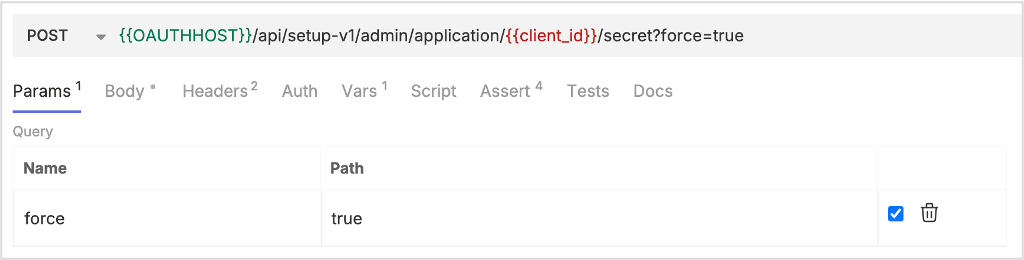 POST {{OAUTHHOST}}/api/setup-v1/admin/application/{{client_id}}/secret?force=true
Params 1 Body • Headers 2 Auth Vars 1 Script Assert 4 Tests Docs
Query
Name Path
force true